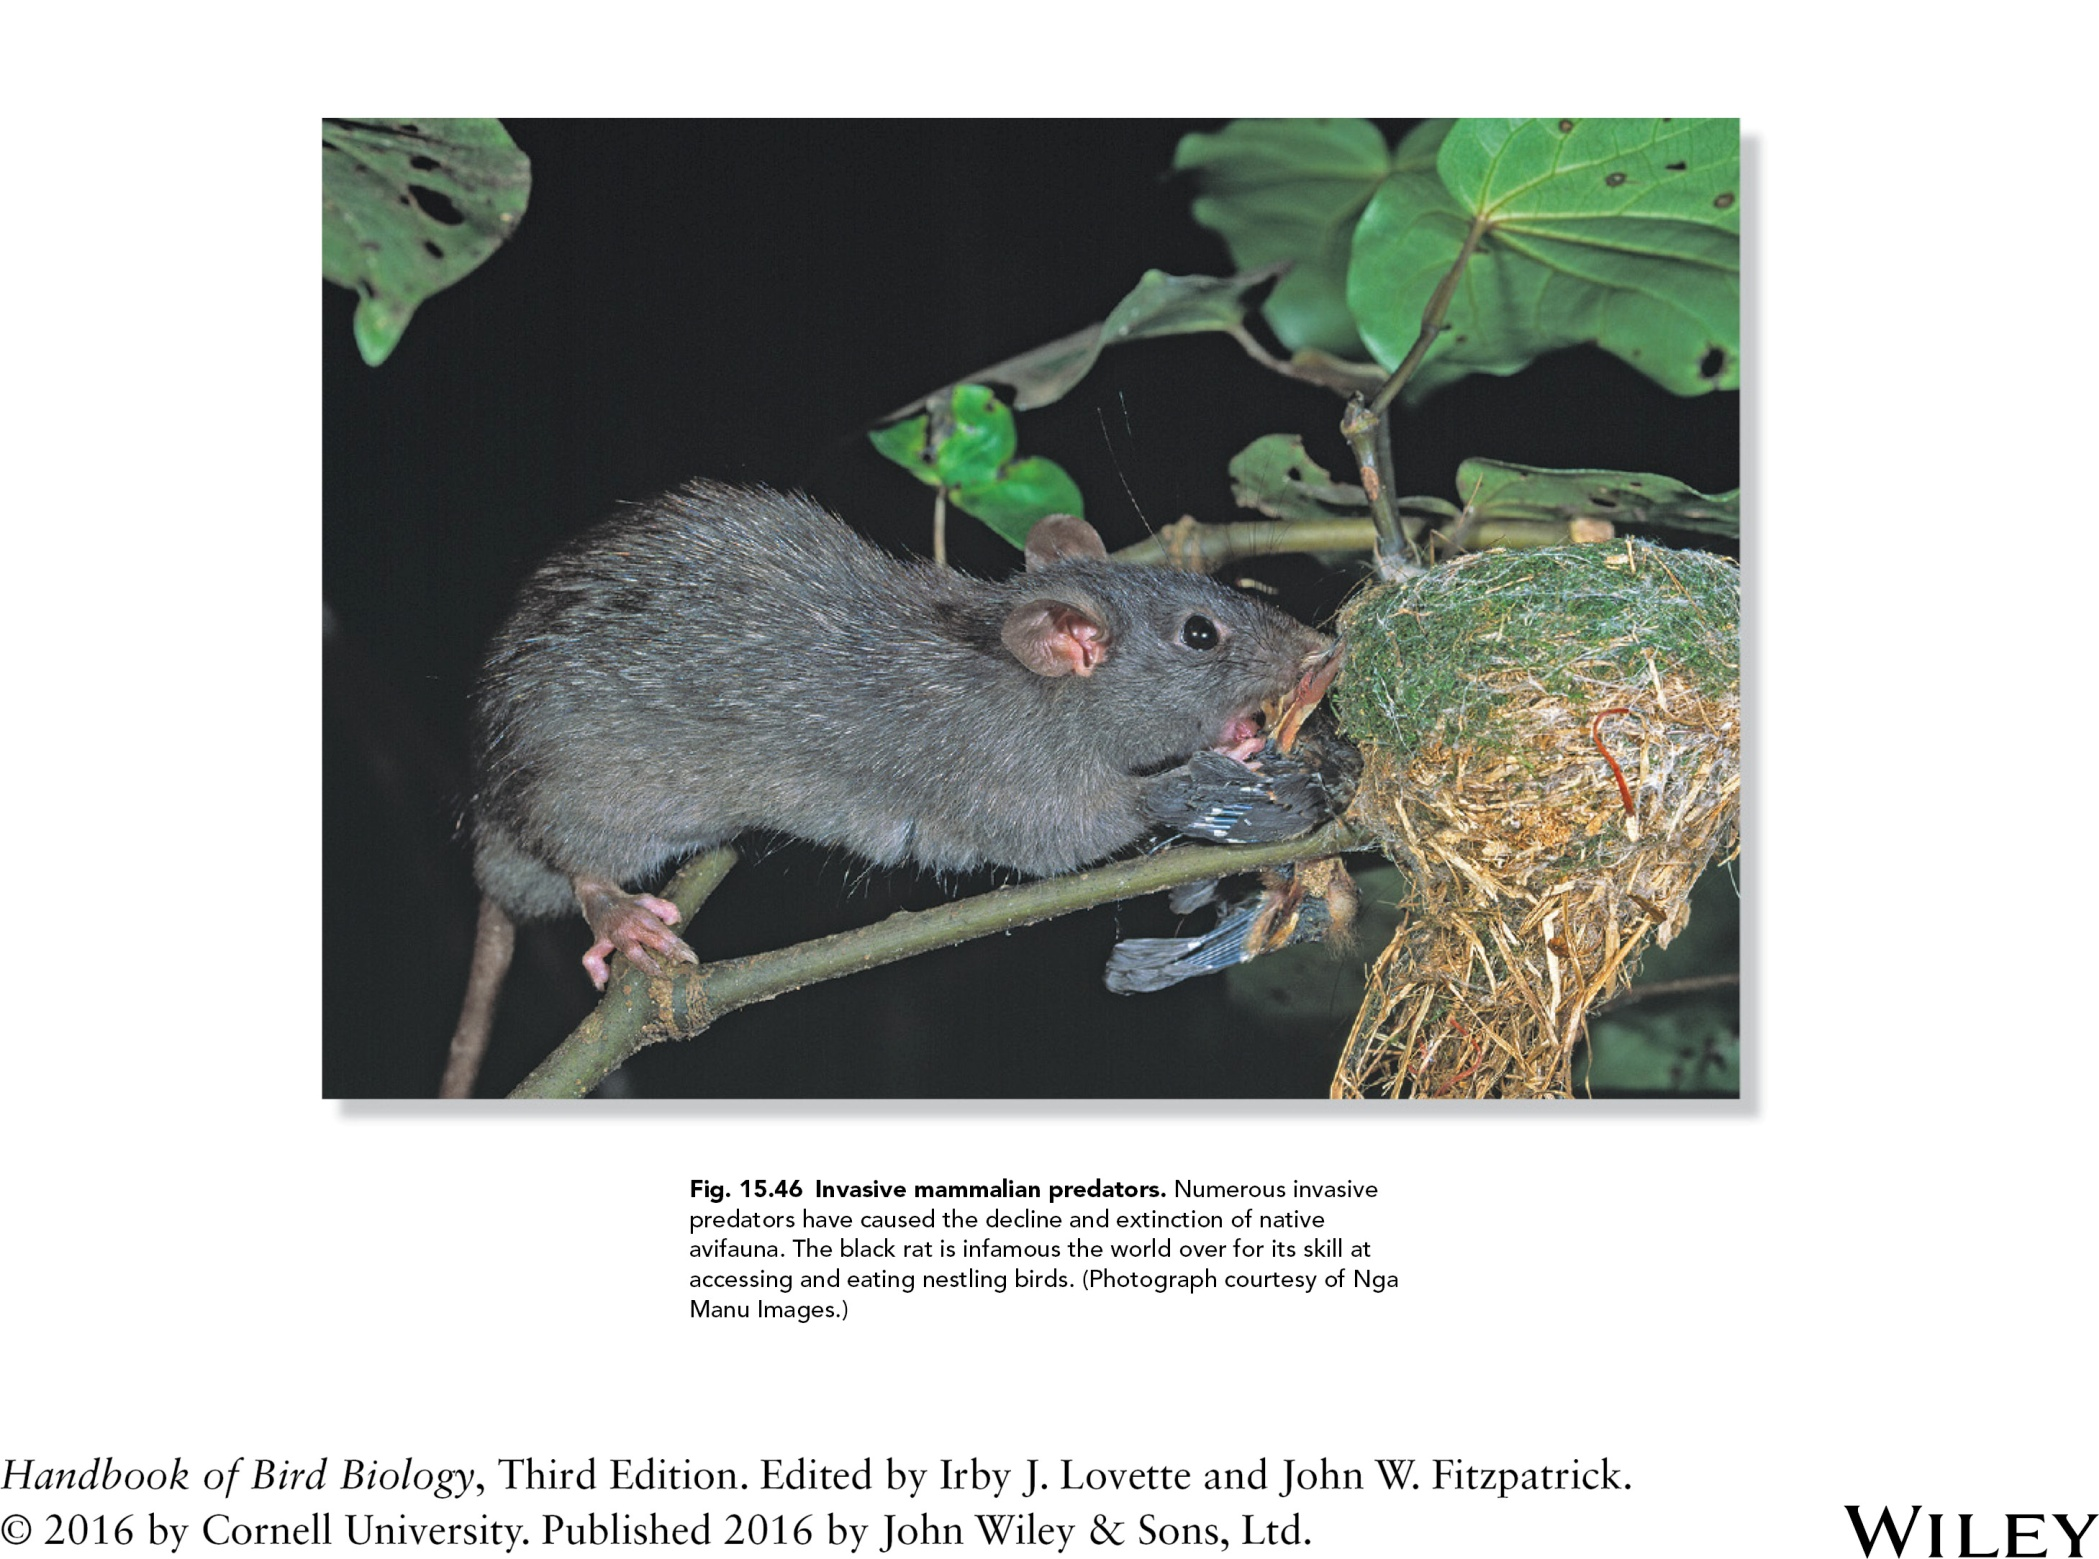 Fig. 15.46 Invasive mammalian predators. Numerous invasive
predators have caused the decline and extinction of native
avifauna. The black rat is infamous the world over for its skill at
accessing and eating nestling birds. (Photograph courtesy of Nga
Manu Images.)
Handbook of Bird Biology, Third Edition. Edited by Irby J. Lovette and John W. Fitzpatrick.
© 2016 by Cornell University. Published 2016 by John Wiley & Sons, Ltd.
WILEY